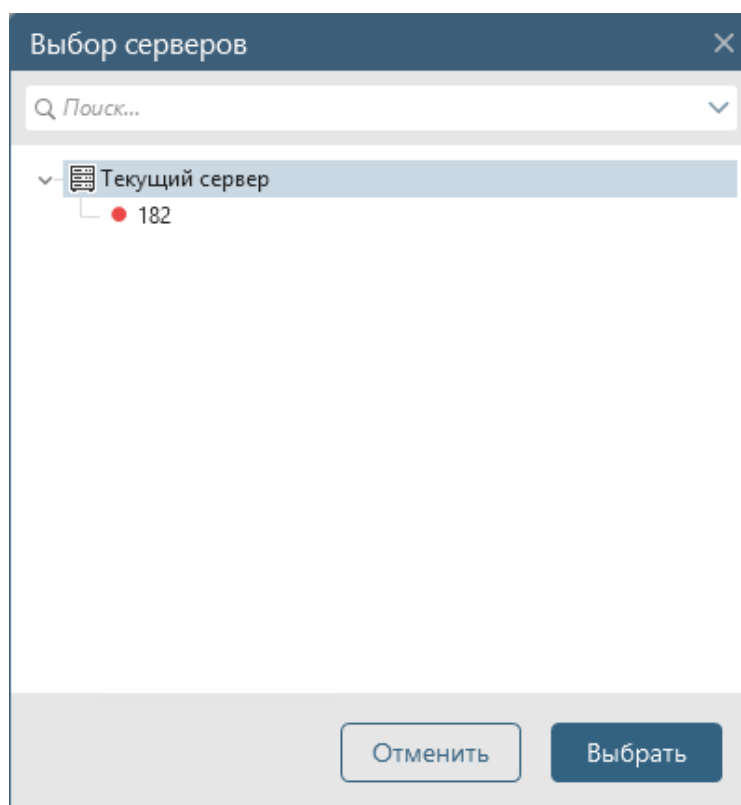 Выбор серверов
Поиск...
Текущий сервер
182
Отменить Выбрать